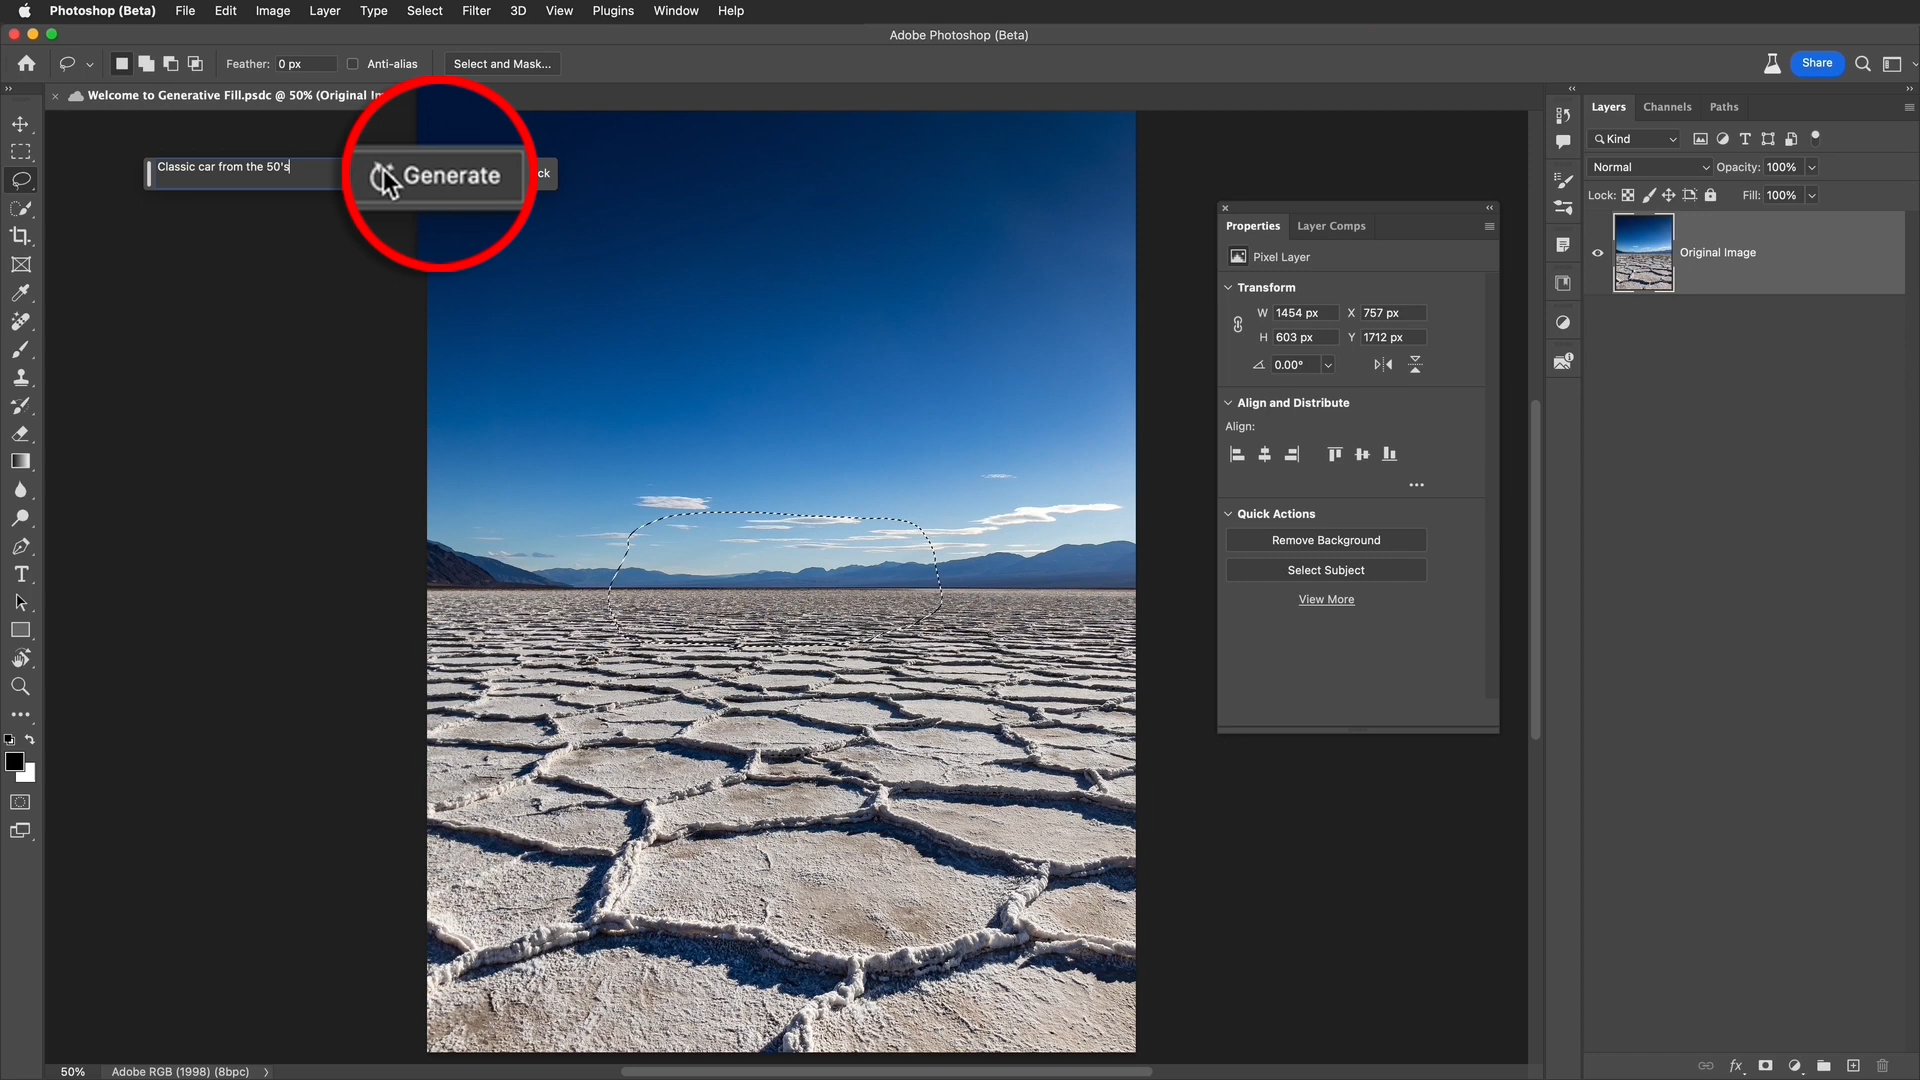 Photoshop (Beta) File Edit Image Layer Type Select Filter 3D View Plugins Window Help
Adobe Photoshop (Beta)
Feather: 0 px Anti-alias Select and Mask... Share
Welcome to Generative Fill.psdc @ 50% (Original Im
Classic car from the 50's
Generate
ck
Properties Layer Comps
Pixel Layer
Transform
W 1454 px X 757 px
H 603 px Y 1712 px
0.00°
Align and Distribute
Align:
Quick Actions
Remove Background
Select Subject
View More
Layers Channels Paths
Kind
Normal Opacity: 100%
Lock: Fill: 100%
Original Image
50% Adobe RGB (1998) (8bpc)